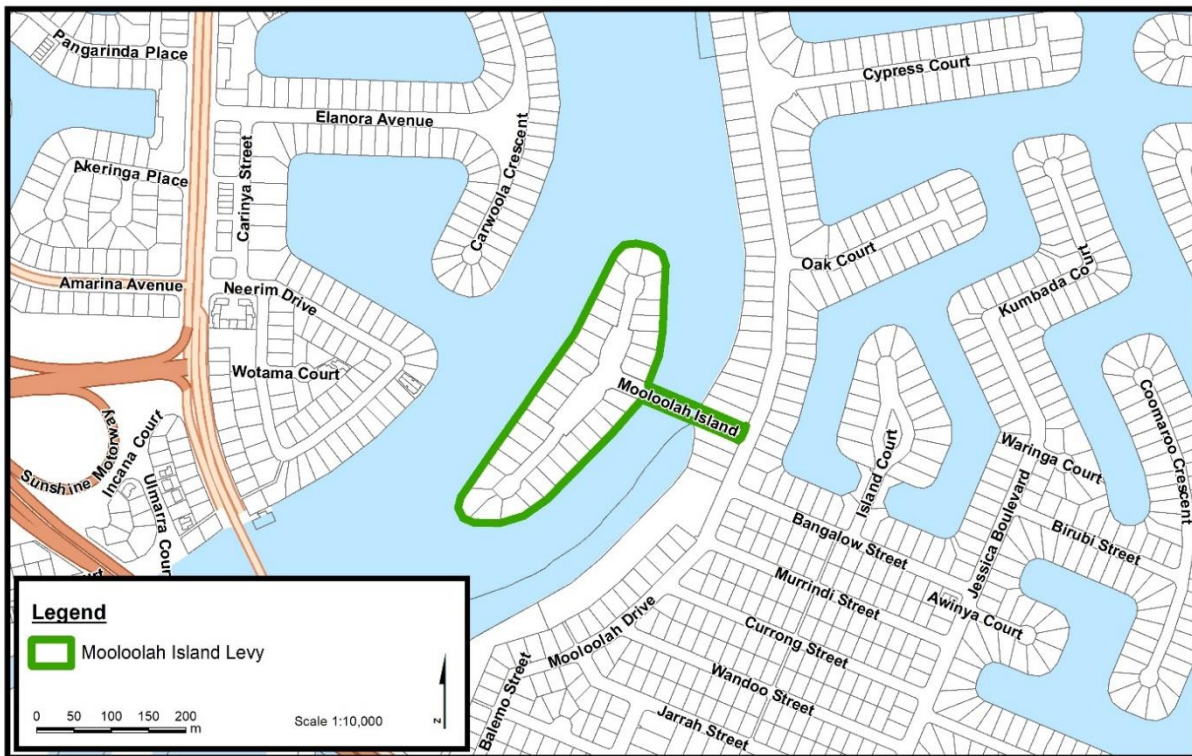 Pangarinda Place
Cypress Court
Elanora Avenue
Carwoola Crescent
Akeringa Place
Carinya Street
Oak Court
Kumbada Court
Amarina Avenue
Neerim Drive
Wotama Court
Mooloolah Island
Coomaroo Crescent
Sunshine Motorway
Incana Court
Ulmarra Court
Island Court
Waringa Court
Jessica Boulevard
Bangalow Street
Birubi Street
Murrindi Street
Awinya Court
Mooloolah Drive
Currong Street
Wandoo Street
Balemo Street
Jarrah Street
Court
Legend
Mooloolah Island Levy
0 50 100 150 200
m
Scale 1:10,000
N